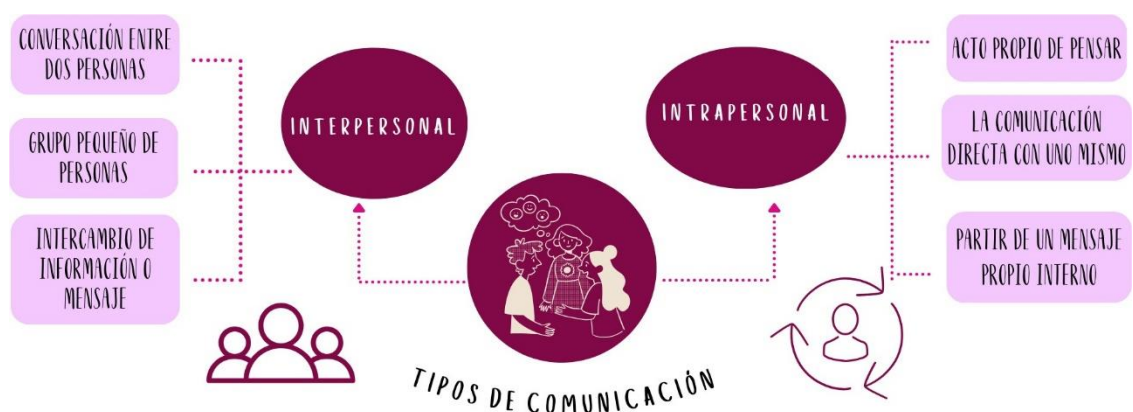 CONVERSACIÓN ENTRE
DOS PERSONAS
GRUPO PEQUEÑO DE
PERSONAS
INTERCAMBIO DE
INFORMACIÓN O
MENSAJE
INTERPERSONAL
INTRAPERSONAL
ACTO PROPIO DE PENSAR
LA COMUNICACIÓN
DIRECTA CON UNO MISMO
PARTIR DE UN MENSAJE
PROPIO INTERNO
TIPOS DE COMUNICACIÓN